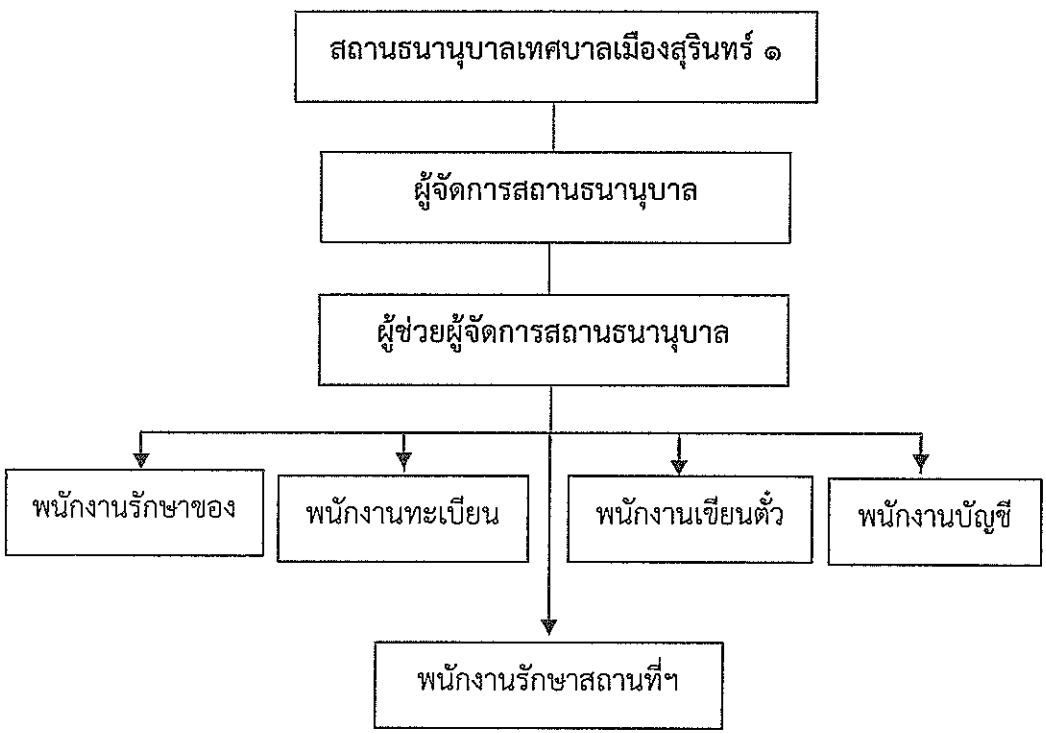 สถานธนานุบาลเทศบาลเมืองสุรินทร์ ๑
ผู้จัดการสถานธนานุบาล
ผู้ช่วยผู้จัดการสถานธนานุบาล
พนักงานรักษาของ
พนักงานทะเบียน
พนักงานเขียนตั๋ว
พนักงานบัญชี
พนักงานรักษาสถานที่ฯ